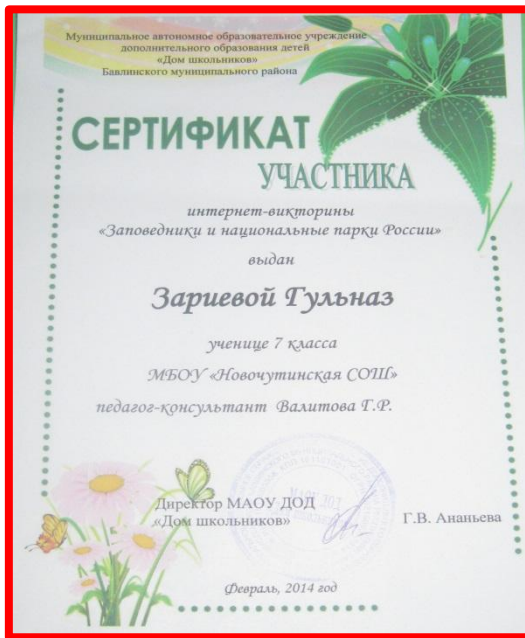 Муниципальное автономное образовательное учреждение
дополнительного образования детей
«Дом школьников»
Бавлинского муниципального района
СЕРТИФИКАТ
УЧАСТНИКА
интернет-викторины
«Заповедники и национальные парки России»
выдан
Зариевой Гульназ
ученице 7 класса
МБОУ «Новочутинская СОШ»
педагог-консультант Валитова Г.Р.
Директор МАОУ ДОД
«Дом школьников»
Г.В. Ананьева
Февраль, 2014 год